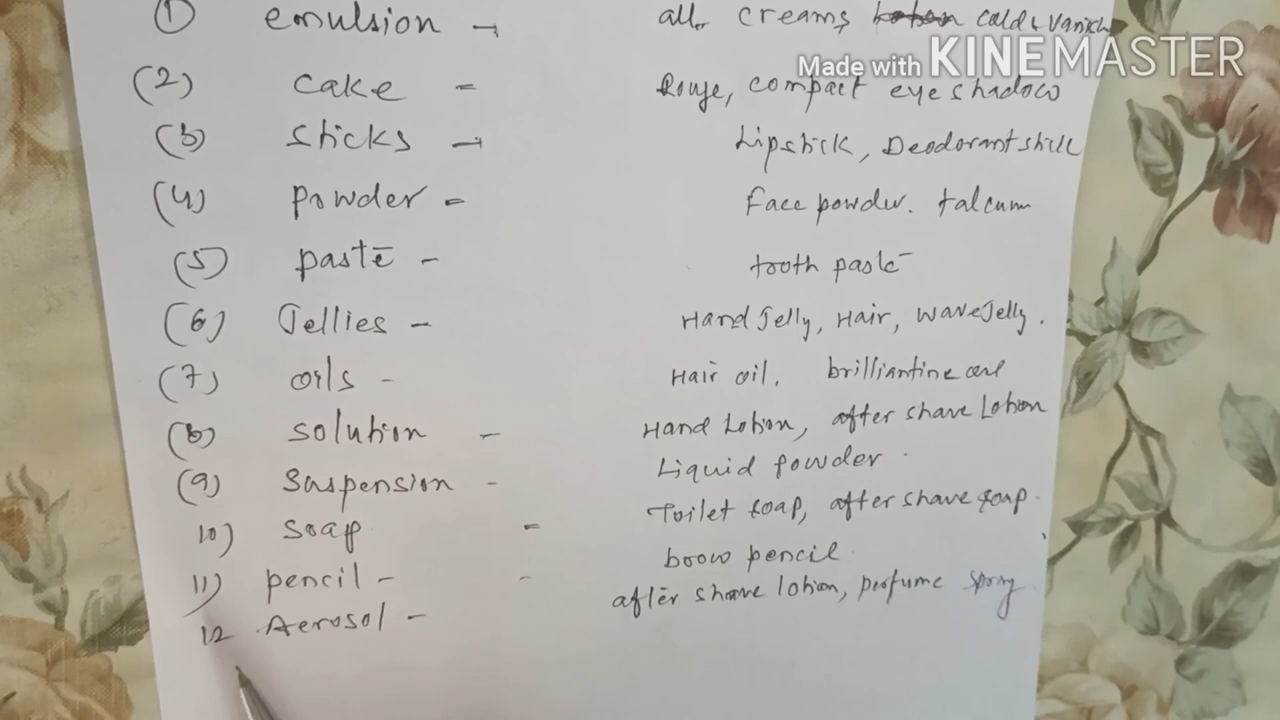 ① emulsion → all creams, cold & vanish
Made with KINEMASTER
(2) cake = Rouge, compact eyeshadow
(3) sticks → Lipstick, Deodorant stick
(4) powder = Face powder. talcum
(5) paste - tooth paste
(6) Jellies - Hand Jelly, Hair, wave Jelly.
(7) oils - Hair oil, brilliantine oil
(8) solution - Hand Lotion, after shave Lotion
(9) Suspension - Liquid powder.
10) soap = Toilet soap, after shave soap.
11) pencil - - brow pencil
12 Aerosol - after shave lotion, perfume spray